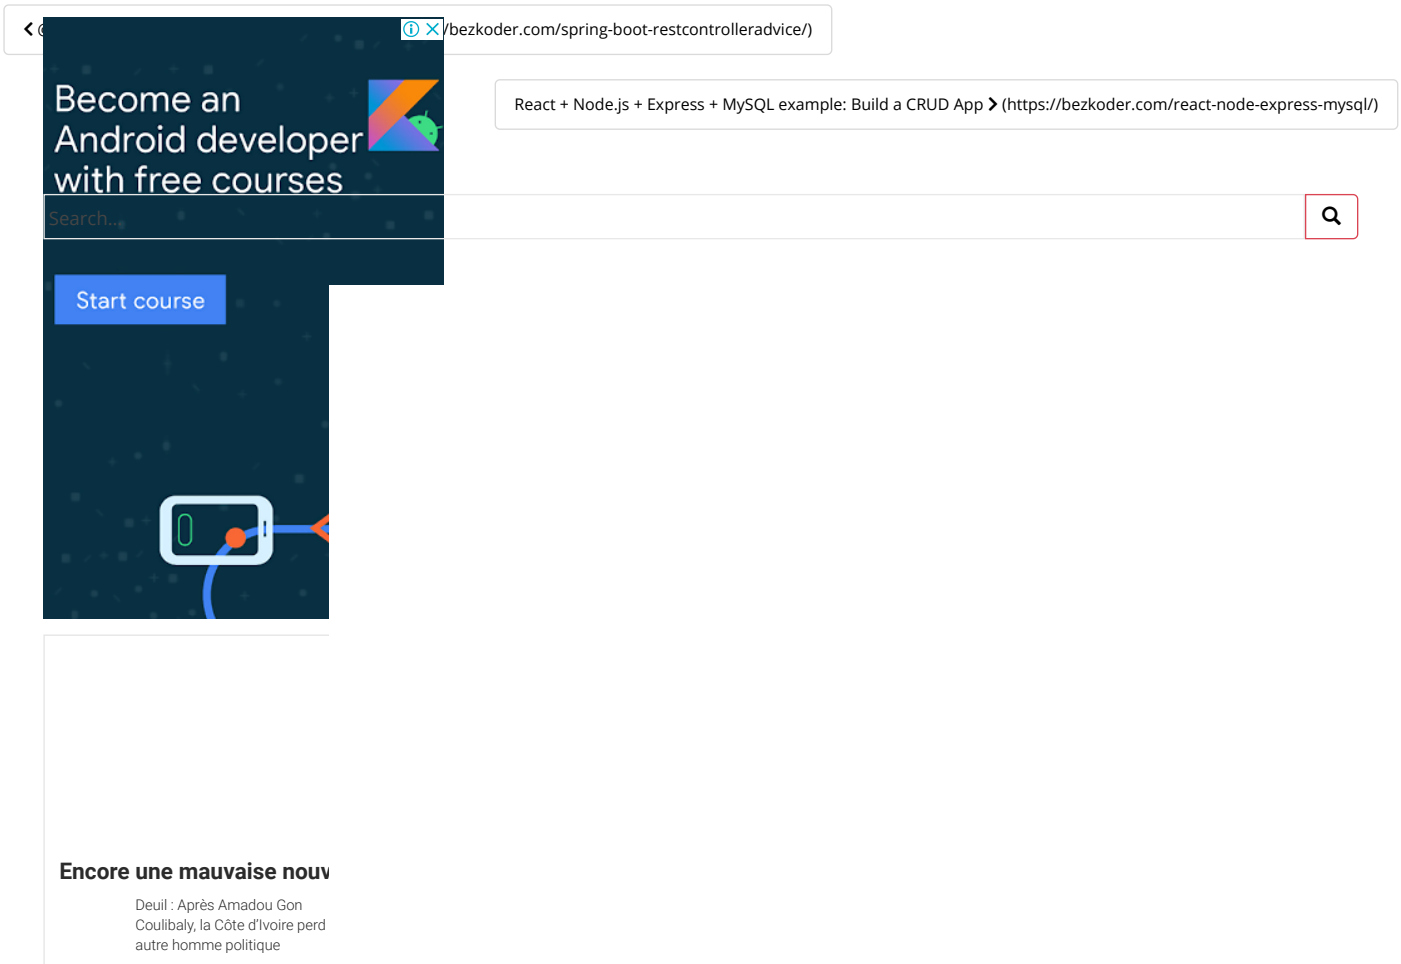 /bezkoder.com/spring-boot-restcontrolleradvice/)
React + Node.js + Express + MySQL example: Build a CRUD App (https://bezkoder.com/react-node-express-mysql/)
Become an
Android developer
with free courses
Search...
Start course
Encore une mauvaise nouv
Deuil : Après Amadou Gon
Coulibaly, la Côte d'Ivoire perd
autre homme politique